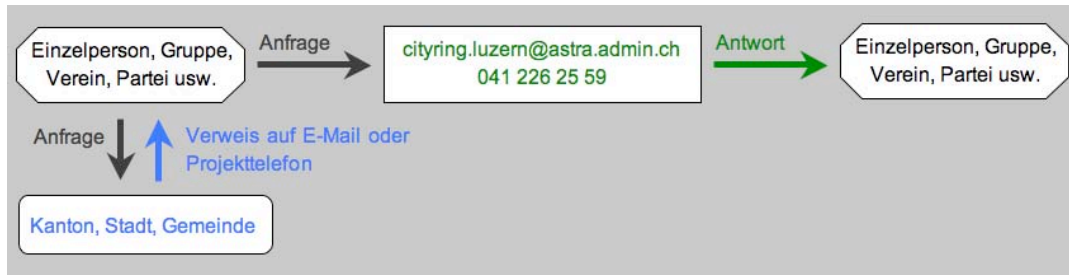 Einzelperson, Gruppe,
Verein, Partei usw.
Anfrage
cityring.luzern@astra.admin.ch
041 226 25 59
Antwort
Einzelperson, Gruppe,
Verein, Partei usw.
Anfrage
Verweis auf E-Mail oder
Projekttelefon
Kanton, Stadt, Gemeinde